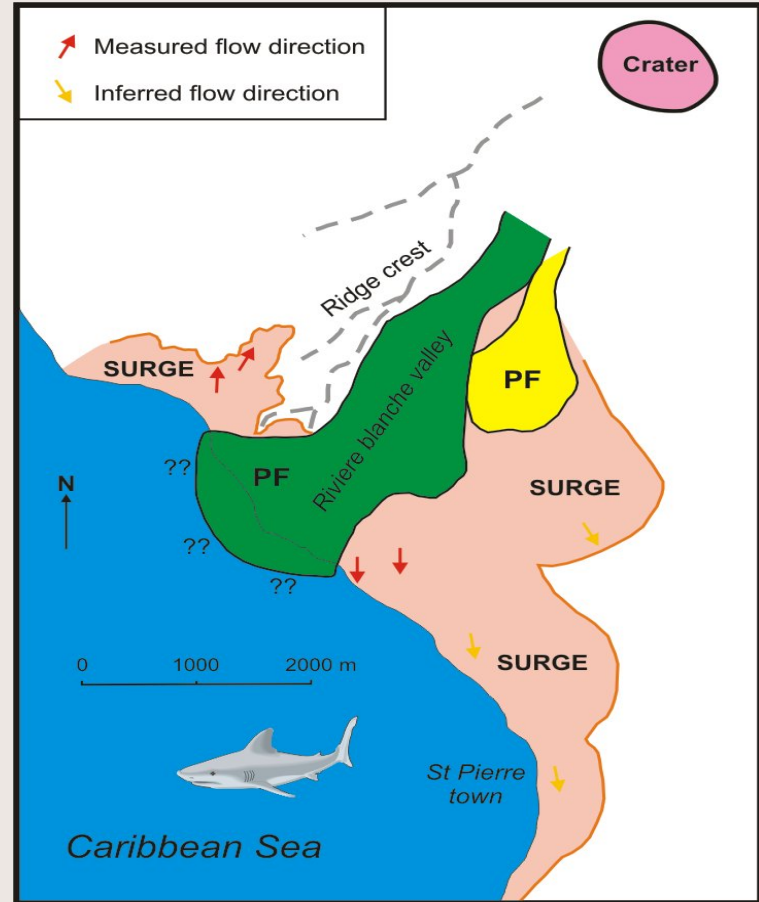 Measured flow direction
Inferred flow direction
Crater
Ridge crest
SURGE
Riviere blanche valley
PF
PF
??
N
SURGE
??
??
0 1000 2000 m
SURGE
St Pierre
town
Caribbean Sea